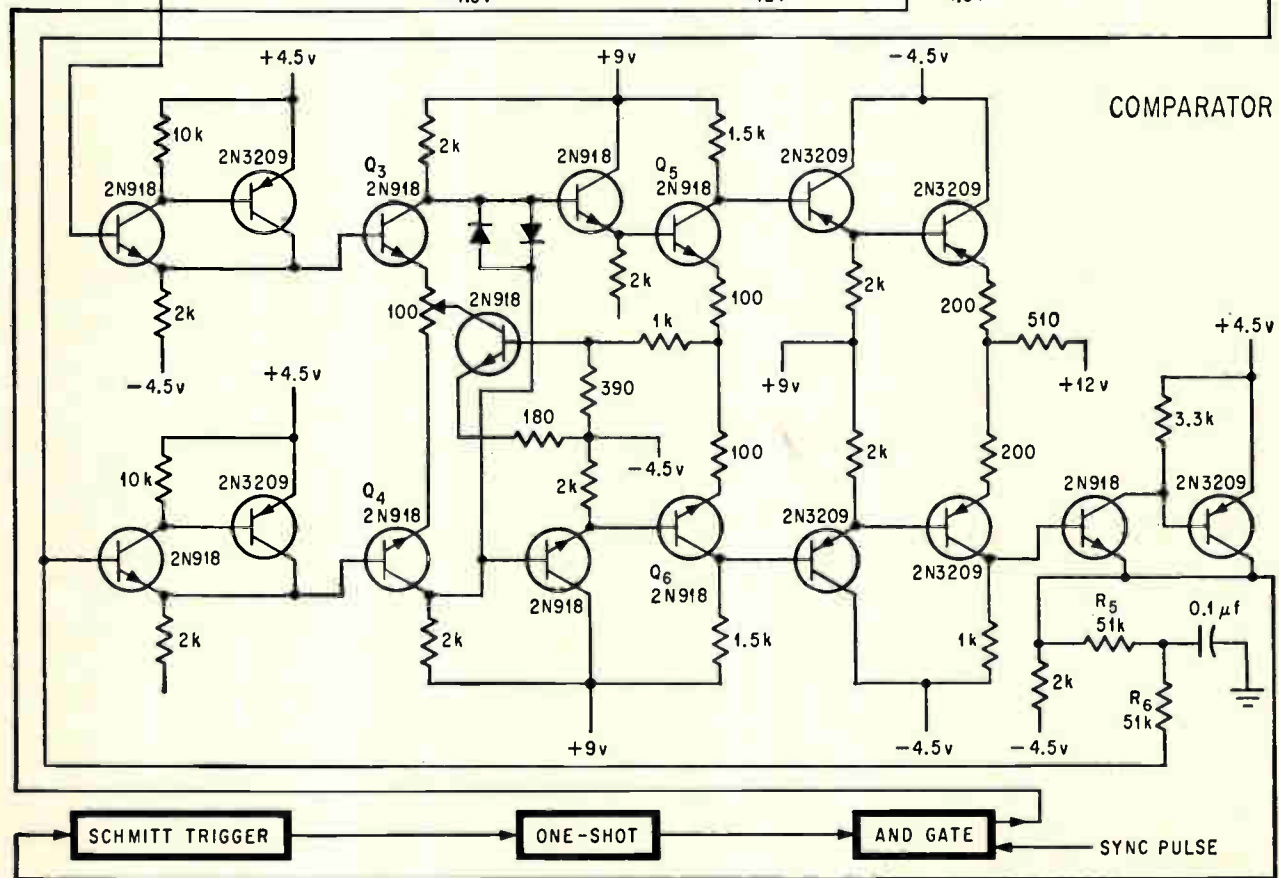 +4.5v
+9v
-4.5v
COMPARATOR
10k
2N3209
2N918
2k
-4.5v
Q3
2N918
2k
100
2N918
2N918
2k
Q5
2N918
1.5k
100
1k
390
180
-4.5v
2k
100
2N3209
2N3209
2k
200
510
+9v
+12v
2k
200
+4.5v
10k
2N3209
2N918
2k
Q4
2N918
2k
2N918
Q6
2N918
1.5k
+9v
2N3209
2N3209
1k
-4.5v
+4.5v
3.3k
2N918
2N3209
R5
51k
0.1 µf
2k
R6
51k
-4.5v
SCHMITT TRIGGER
ONE-SHOT
AND GATE
SYNC PULSE